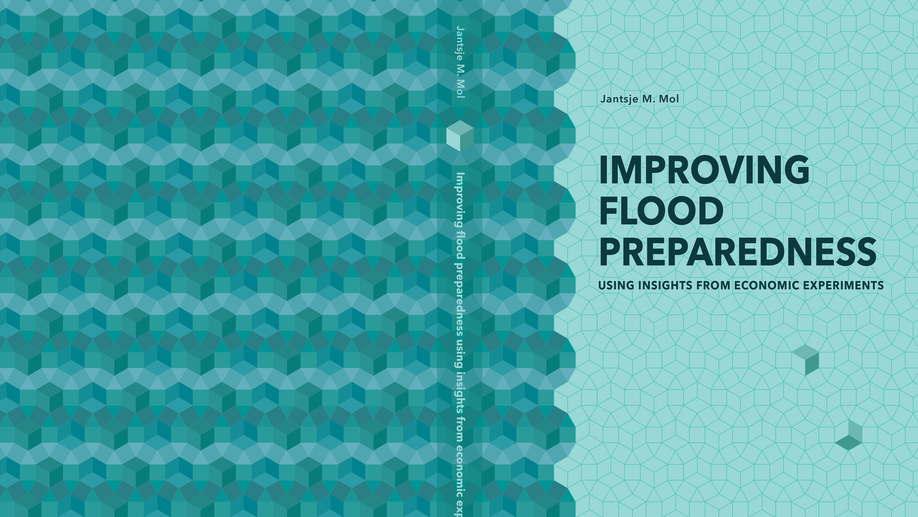 Jantsje M. Mol
Improving flood preparedness using insights from economic exp
Jantsje M. Mol
IMPROVING
FLOOD
PREPAREDNESS
USING INSIGHTS FROM ECONOMIC EXPERIMENTS